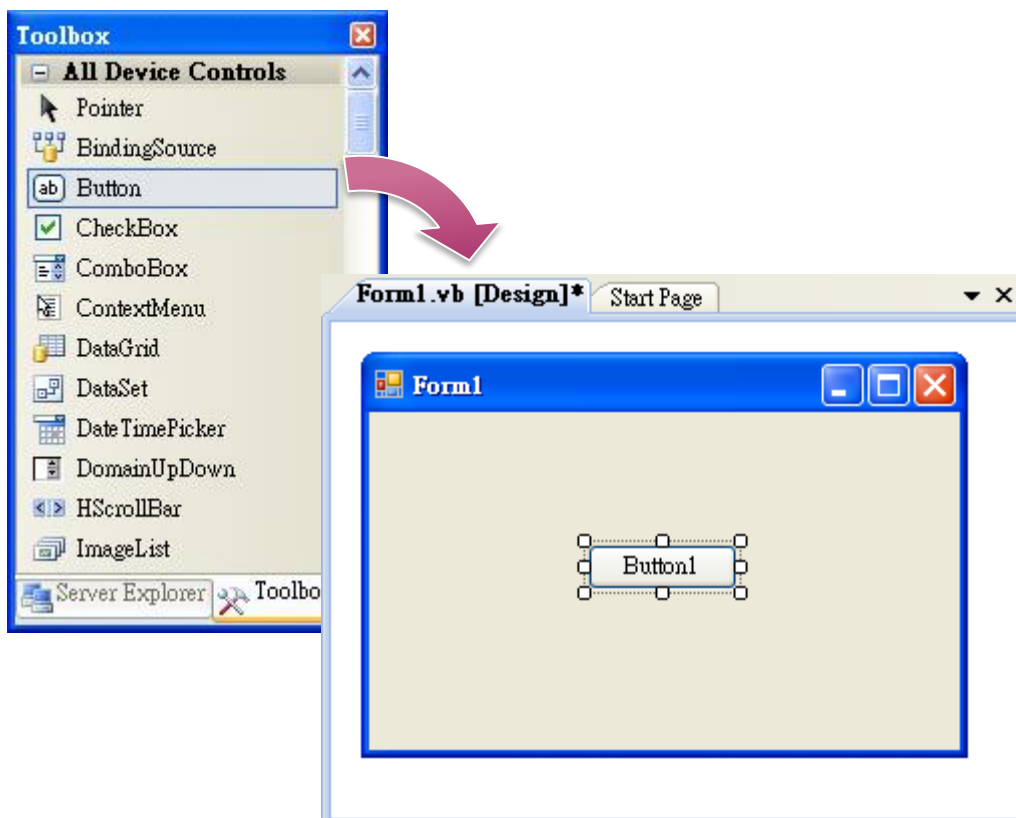 Toolbox
All Device Controls
Pointer
BindingSource
ab Button
CheckBox
ComboBox
ContextMenu
DataGrid
DataSet
DateTimePicker
DomainUpDown
HScrollBar
ImageList
Server Explorer Toolbo
Form1.vb [Design]* Start Page
Form1
Button1